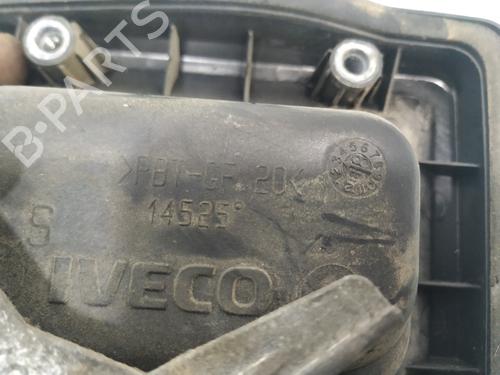 >PBT-GF 20<
14525°
S
IVECO
B-PARTS